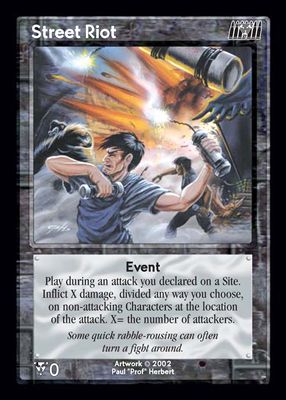 Street Riot
Event
Play during an attack you declared on a Site.
Inflict X damage, divided any way you choose,
on non-attacking Characters at the location
of the attack. X= the number of attackers.
Some quick rabble-rousing can often
turn a fight around.
0
Artwork © 2002
Paul "Prof" Herbert